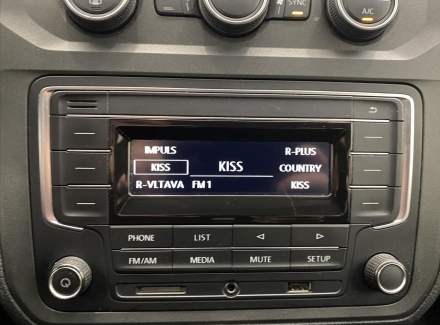 SYNC
A/C
IMPULS R-PLUS
KISS KISS COUNTRY
R-VLTAVA FM1 KISS
PHONE LIST
FM/AM MEDIA MUTE SETUP